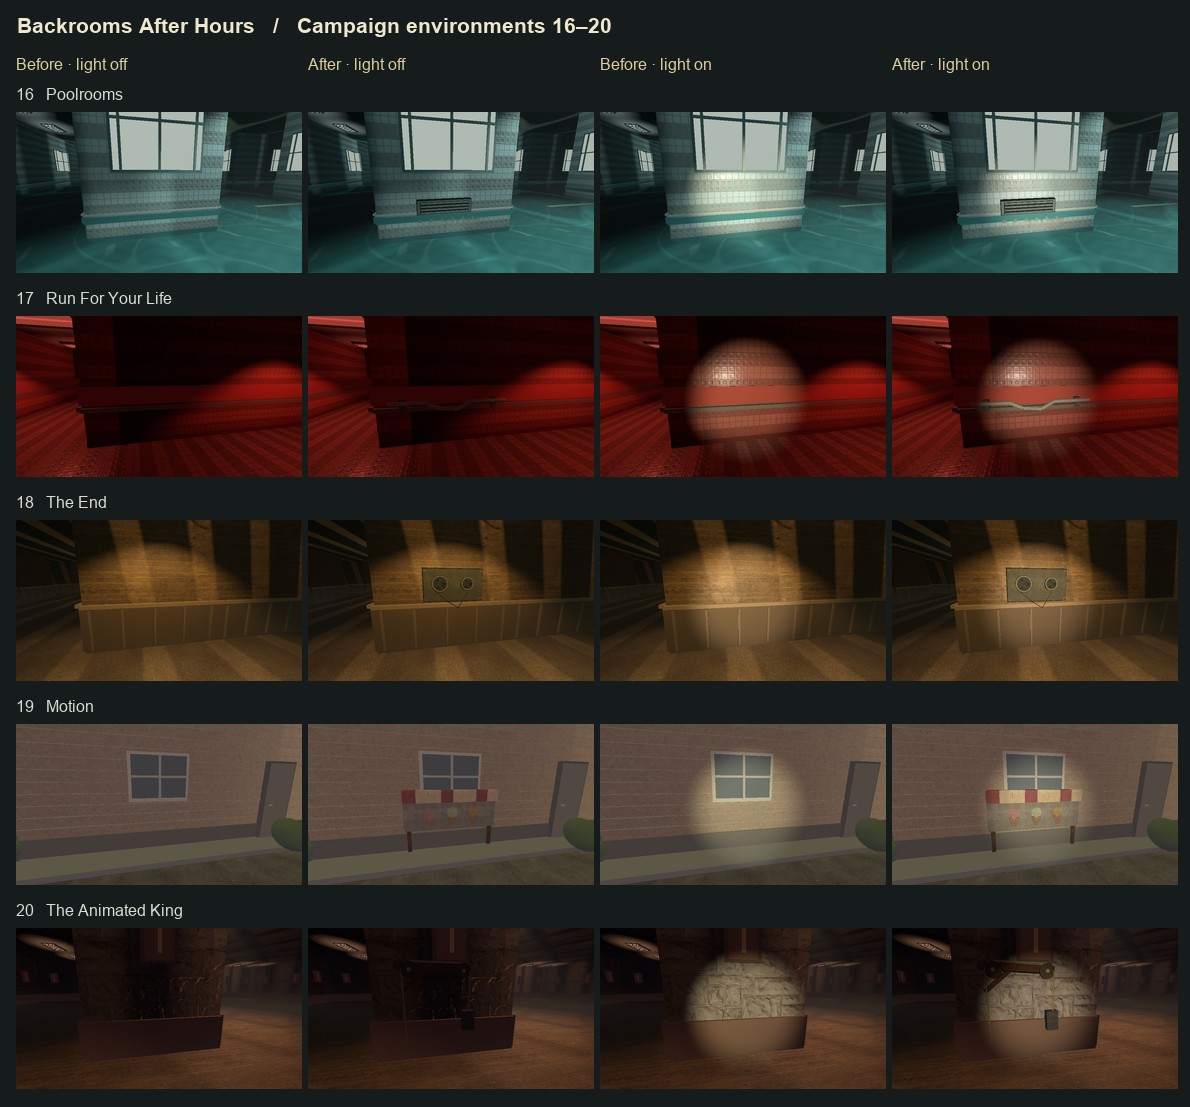 Backrooms After Hours / Campaign environments 16–20
Before · light off After · light off Before · light on After · light on
16 Poolrooms
17 Run For Your Life
18 The End
19 Motion
20 The Animated King